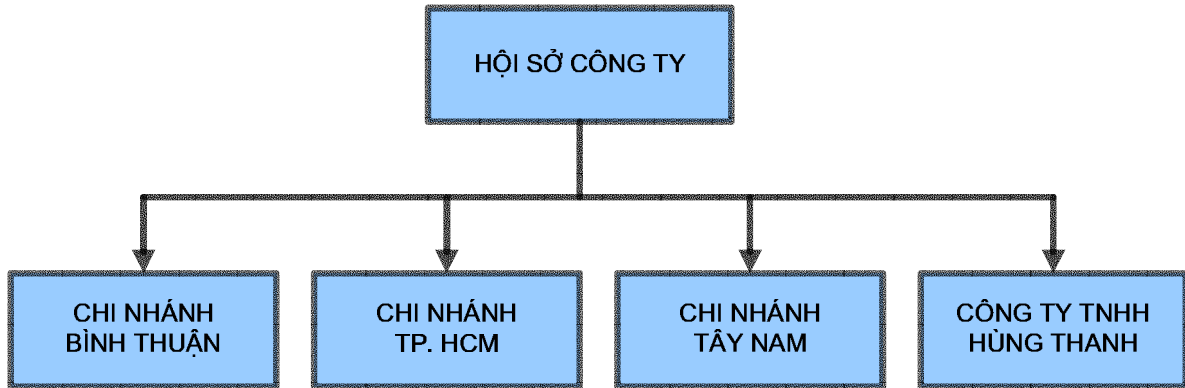 HỘI SỞ CÔNG TY
CHI NHÁNH
BÌNH THUẬN
CHI NHÁNH
TP. HCM
CHI NHÁNH
TÂY NAM
CÔNG TY TNHH
HÙNG THANH